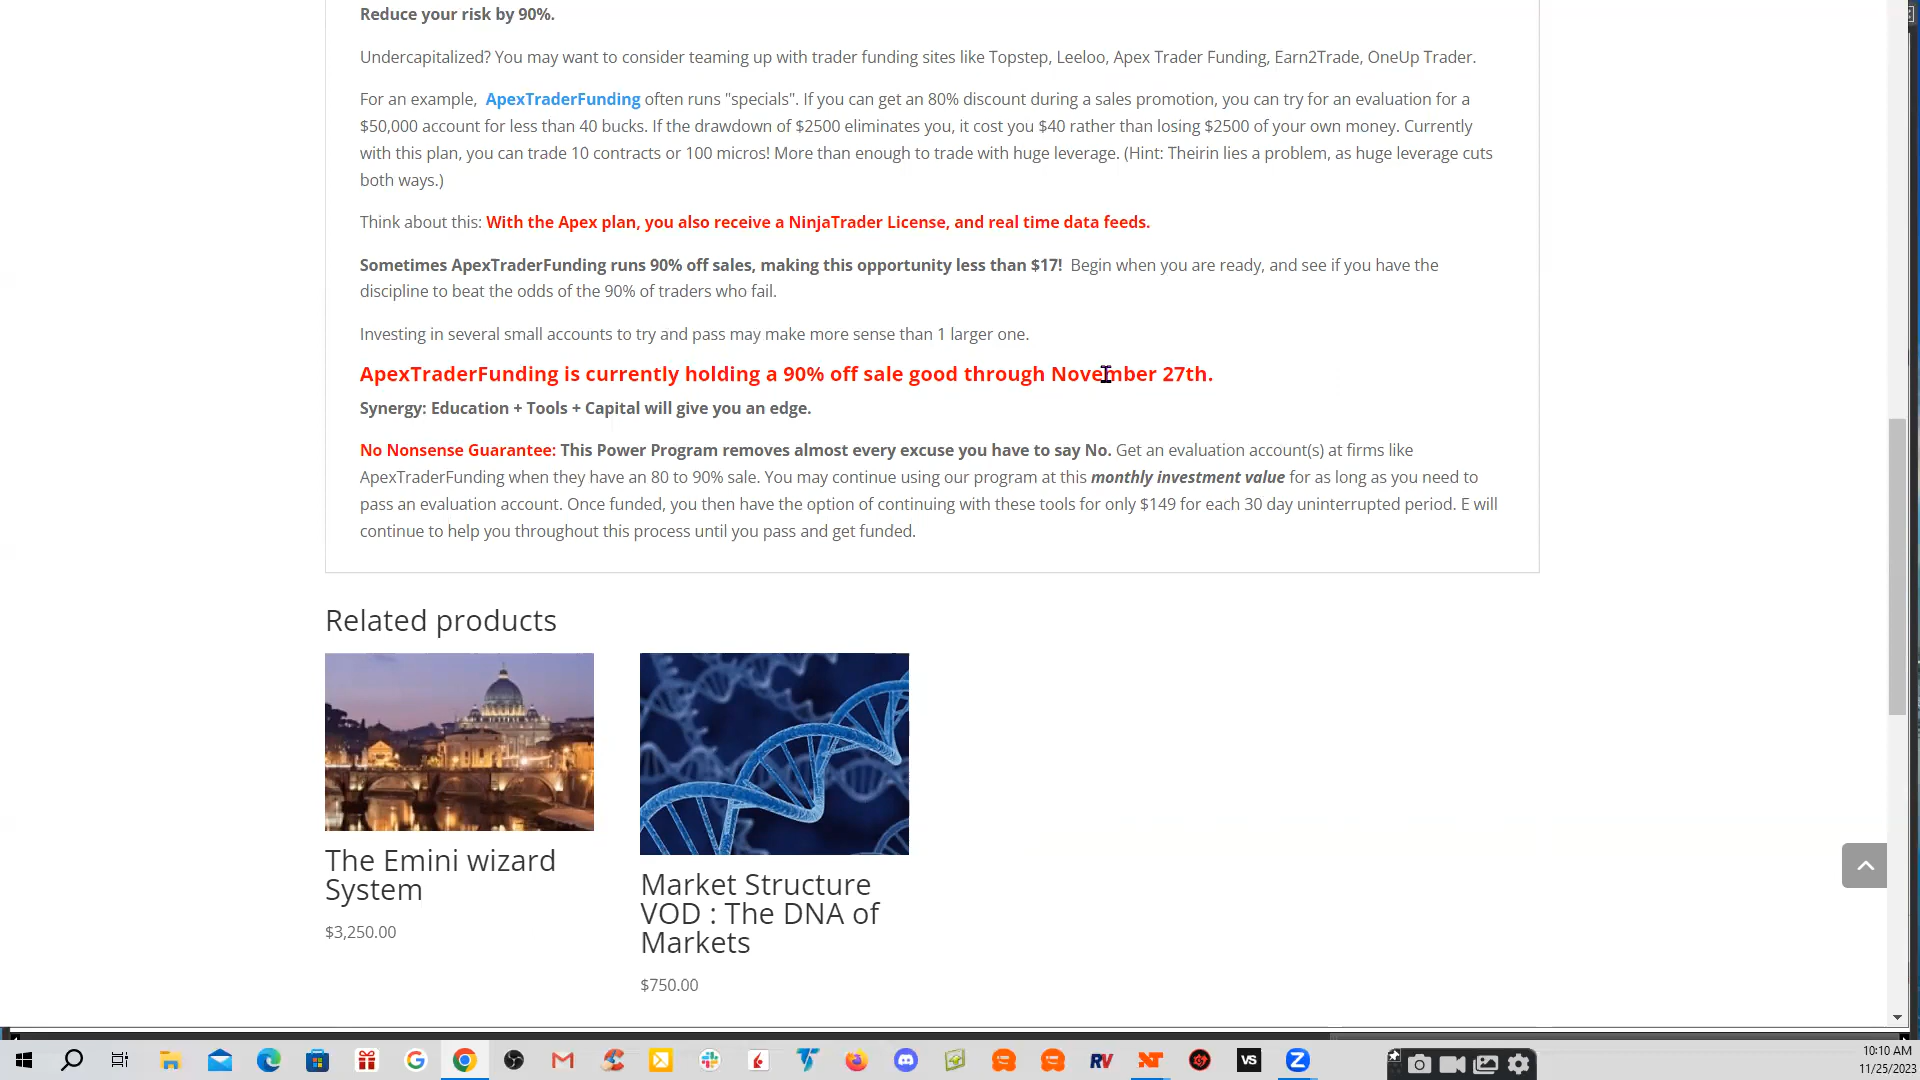 Reduce your risk by 90%.
Undercapitalized? You may want to consider teaming up with trader funding sites like Topstep, Leeloo, Apex Trader Funding, Earn2Trade, OneUp Trader.
For an example, ApexTraderFunding often runs "specials". If you can get an 80% discount during a sales promotion, you can try for an evaluation for a
$50,000 account for less than 40 bucks. If the drawdown of $2500 eliminates you, it cost you $40 rather than losing $2500 of your own money. Currently
with this plan, you can trade 10 contracts or 100 micros! More than enough to trade with huge leverage. (Hint: Theirin lies a problem, as huge leverage cuts
both ways.)
Think about this: With the Apex plan, you also receive a NinjaTrader License, and real time data feeds.
Sometimes ApexTraderFunding runs 90% off sales, making this opportunity less than $17! Begin when you are ready, and see if you have the
discipline to beat the odds of the 90% of traders who fail.
Investing in several small accounts to try and pass may make more sense than 1 larger one.
ApexTraderFunding is currently holding a 90% off sale good through November 27th.
Synergy: Education + Tools + Capital will give you an edge.
No Nonsense Guarantee: This Power Program removes almost every excuse you have to say No. Get an evaluation account(s) at firms like
ApexTraderFunding when they have an 80 to 90% sale. You may continue using our program at this monthly investment value for as long as you need to
pass an evaluation account. Once funded, you then have the option of continuing with these tools for only $149 for each 30 day uninterrupted period. E will
continue to help you throughout this process until you pass and get funded.
Related products
The Emini wizard
System
$3,250.00
Market Structure
VOD : The DNA of
Markets
$750.00
RV
VS
10:10 AM
11/25/2023